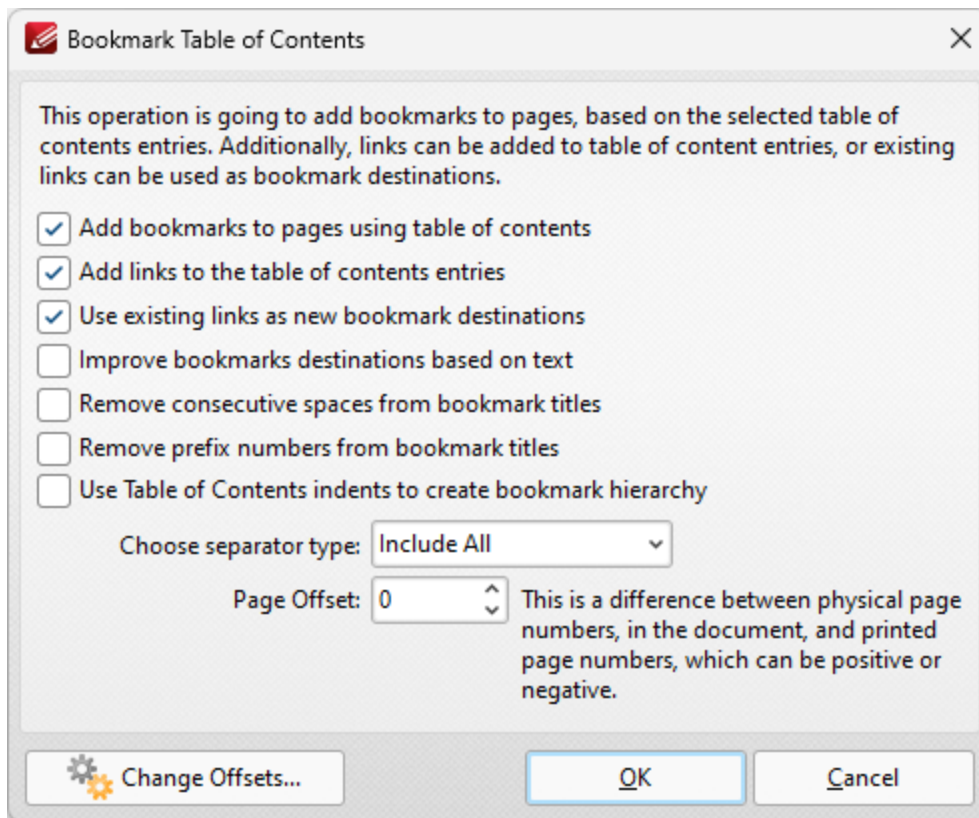 Bookmark Table of Contents
This operation is going to add bookmarks to pages, based on the selected table of
contents entries. Additionally, links can be added to table of content entries, or existing
links can be used as bookmark destinations.
Add bookmarks to pages using table of contents
Add links to the table of contents entries
Use existing links as new bookmark destinations
Improve bookmarks destinations based on text
Remove consecutive spaces from bookmark titles
Remove prefix numbers from bookmark titles
Use Table of Contents indents to create bookmark hierarchy
Choose separator type: Include All
Page Offset: 0
This is a difference between physical page
numbers, in the document, and printed
page numbers, which can be positive or
negative.
Change Offsets... OK Cancel